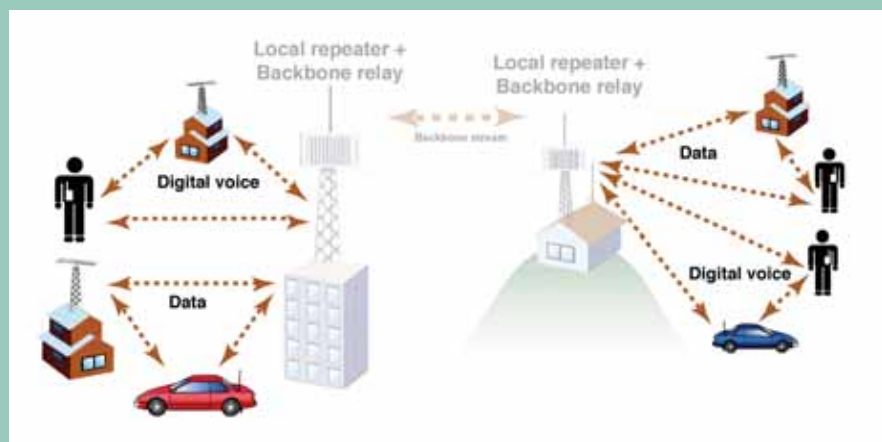 Local repeater +
Backbone relay
Digital voice
Data
Backbone stream
Local repeater +
Backbone relay
Data
Digital voice